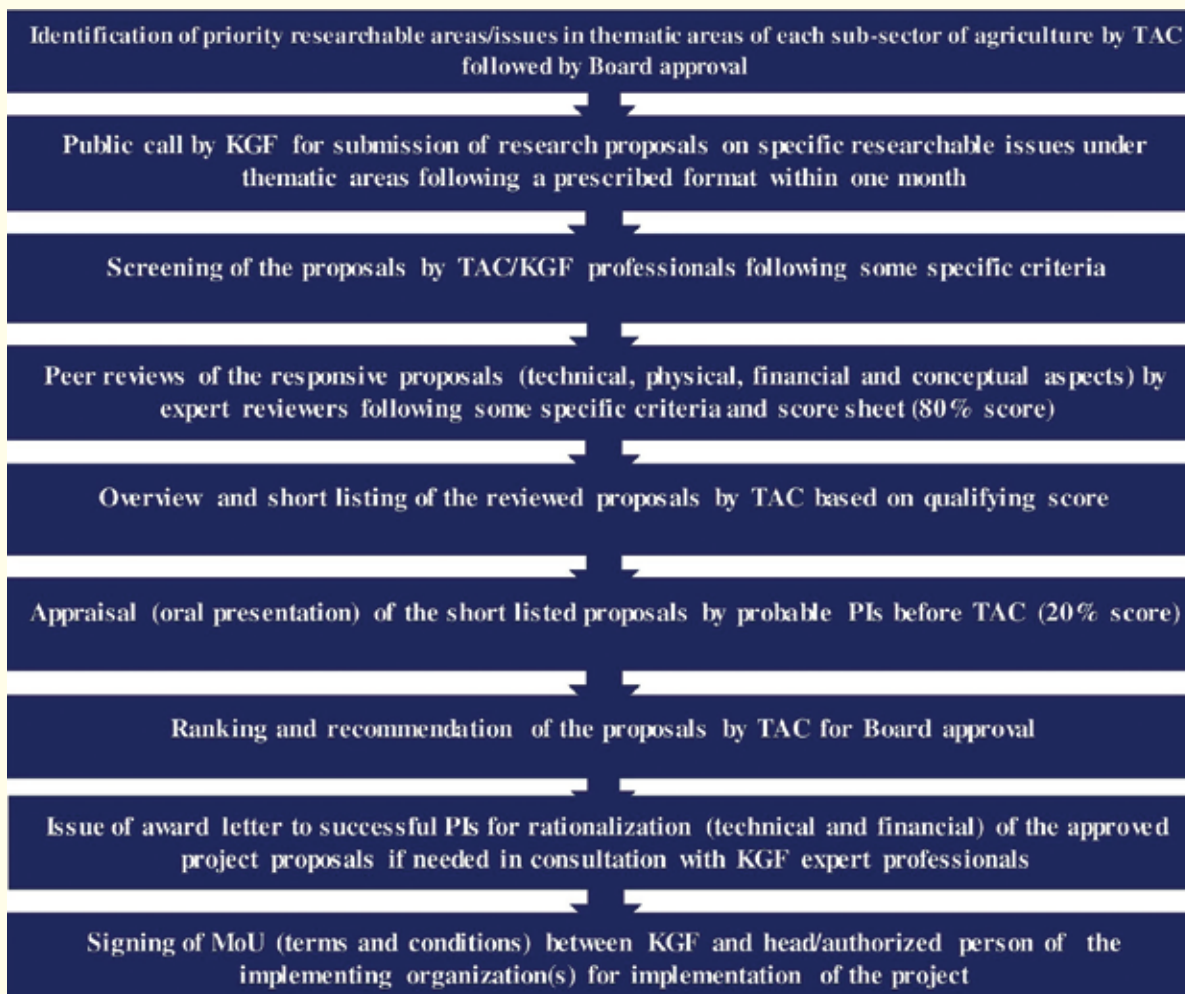 Identification of priority researchable areas/issues in thematic areas of each sub-sector of agriculture by TAC
followed by Board approval
Public call by KGF for submission of research proposals on specific researchable issues under
thematic areas following a prescribed format within one month
Screening of the proposals by TAC/KGF professionals following some specific criteria
Peer reviews of the responsive proposals (technical, physical, financial and conceptual aspects) by
expert reviewers following some specific criteria and score sheet (80% score)
Overview and short listing of the reviewed proposals by TAC based on qualifying score
Appraisal (oral presentation) of the short listed proposals by probable PIs before TAC (20% score)
Ranking and recommendation of the proposals by TAC for Board approval
Issue of award letter to successful PIs for rationalization (technical and financial) of the approved
project proposals if needed in consultation with KGF expert professionals
Signing of MoU (terms and conditions) between KGF and head/authorized person of the
implementing organization(s) for implementation of the project